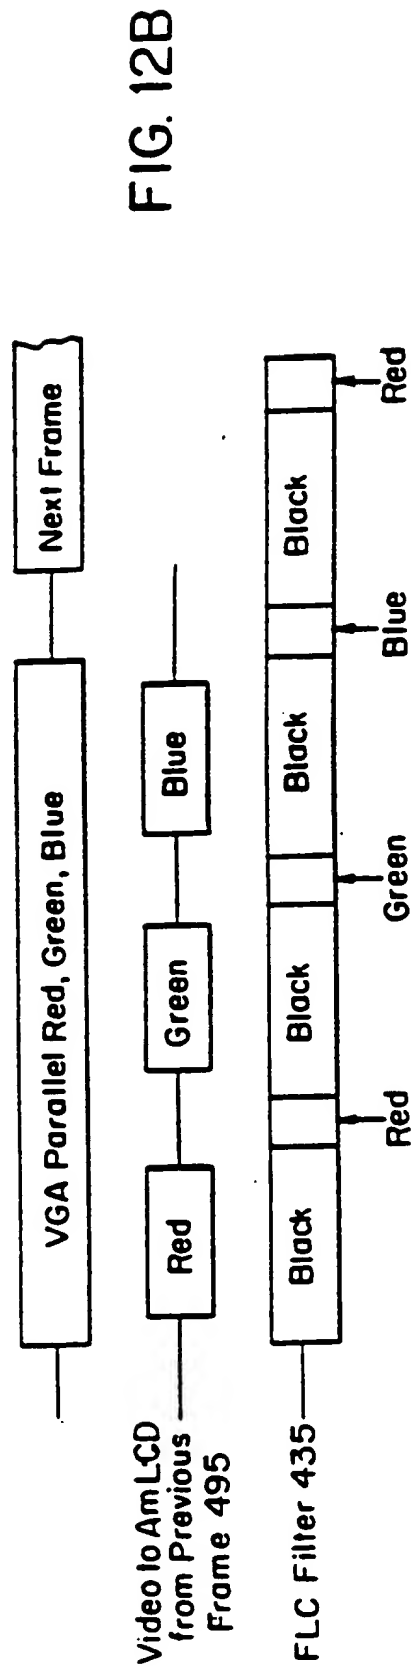 VGA Parallel Red, Green, Blue
Next Frame
Video to AmLCD
from Previous
Frame 495
Red
Green
Blue
FLC Filter 435
Black
Black
Black
Black
Red
Green
Blue
Red
FIG. 12B